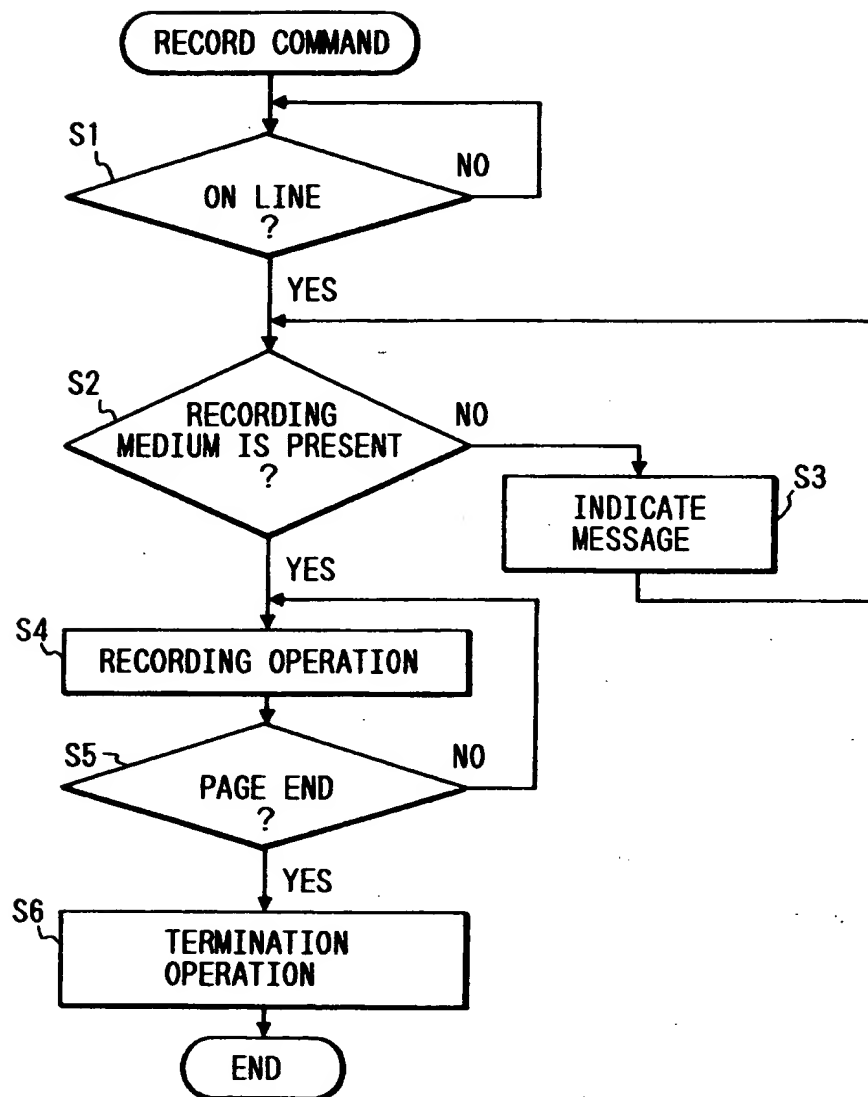 RECORD COMMAND
S1
NO
ON LINE
?
YES
S2
NO
RECORDING
MEDIUM IS PRESENT
?
S3
INDICATE
MESSAGE
YES
S4
RECORDING OPERATION
S5
NO
PAGE END
?
YES
S6
TERMINATION
OPERATION
END